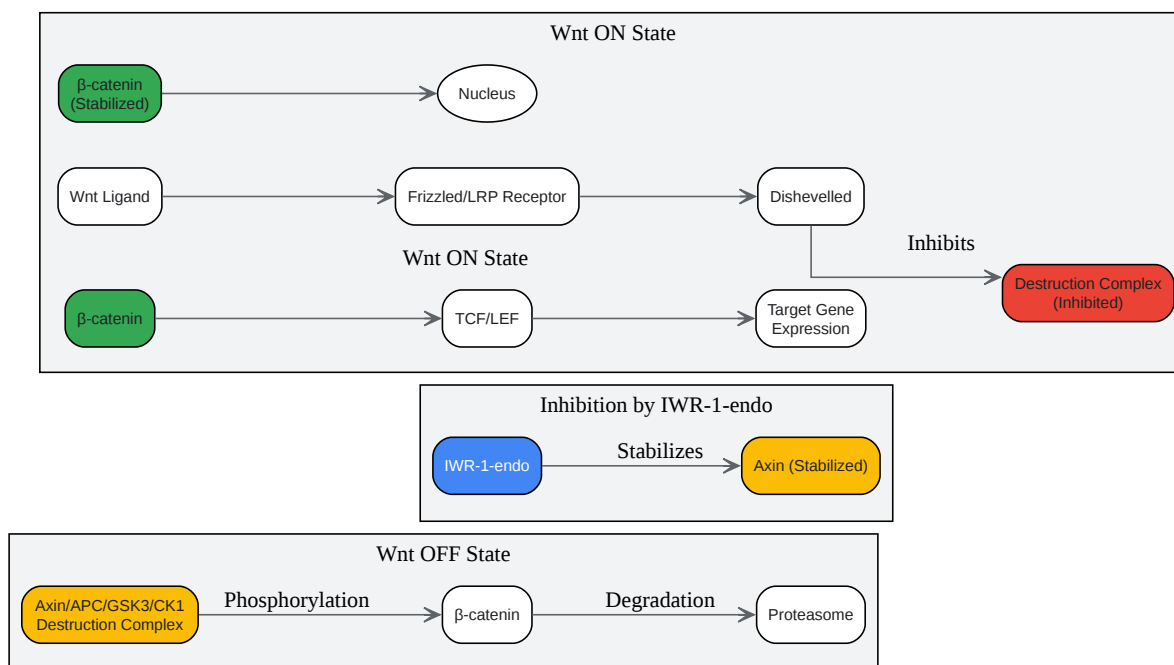 Wnt ON State
β-catenin
(Stabilized)
Nucleus
Wnt Ligand
Frizzled/LRP Receptor
Dishevelled
Inhibits
Wnt ON State
Destruction Complex
(Inhibited)
β-catenin
TCF/LEF
Target Gene
Expression
Inhibition by IWR-1-endo
IWR-1-endo
Stabilizes
Axin (Stabilized)
Wnt OFF State
Axin/APC/GSK3/CK1
Destruction Complex
Phosphorylation
β-catenin
Degradation
Proteasome